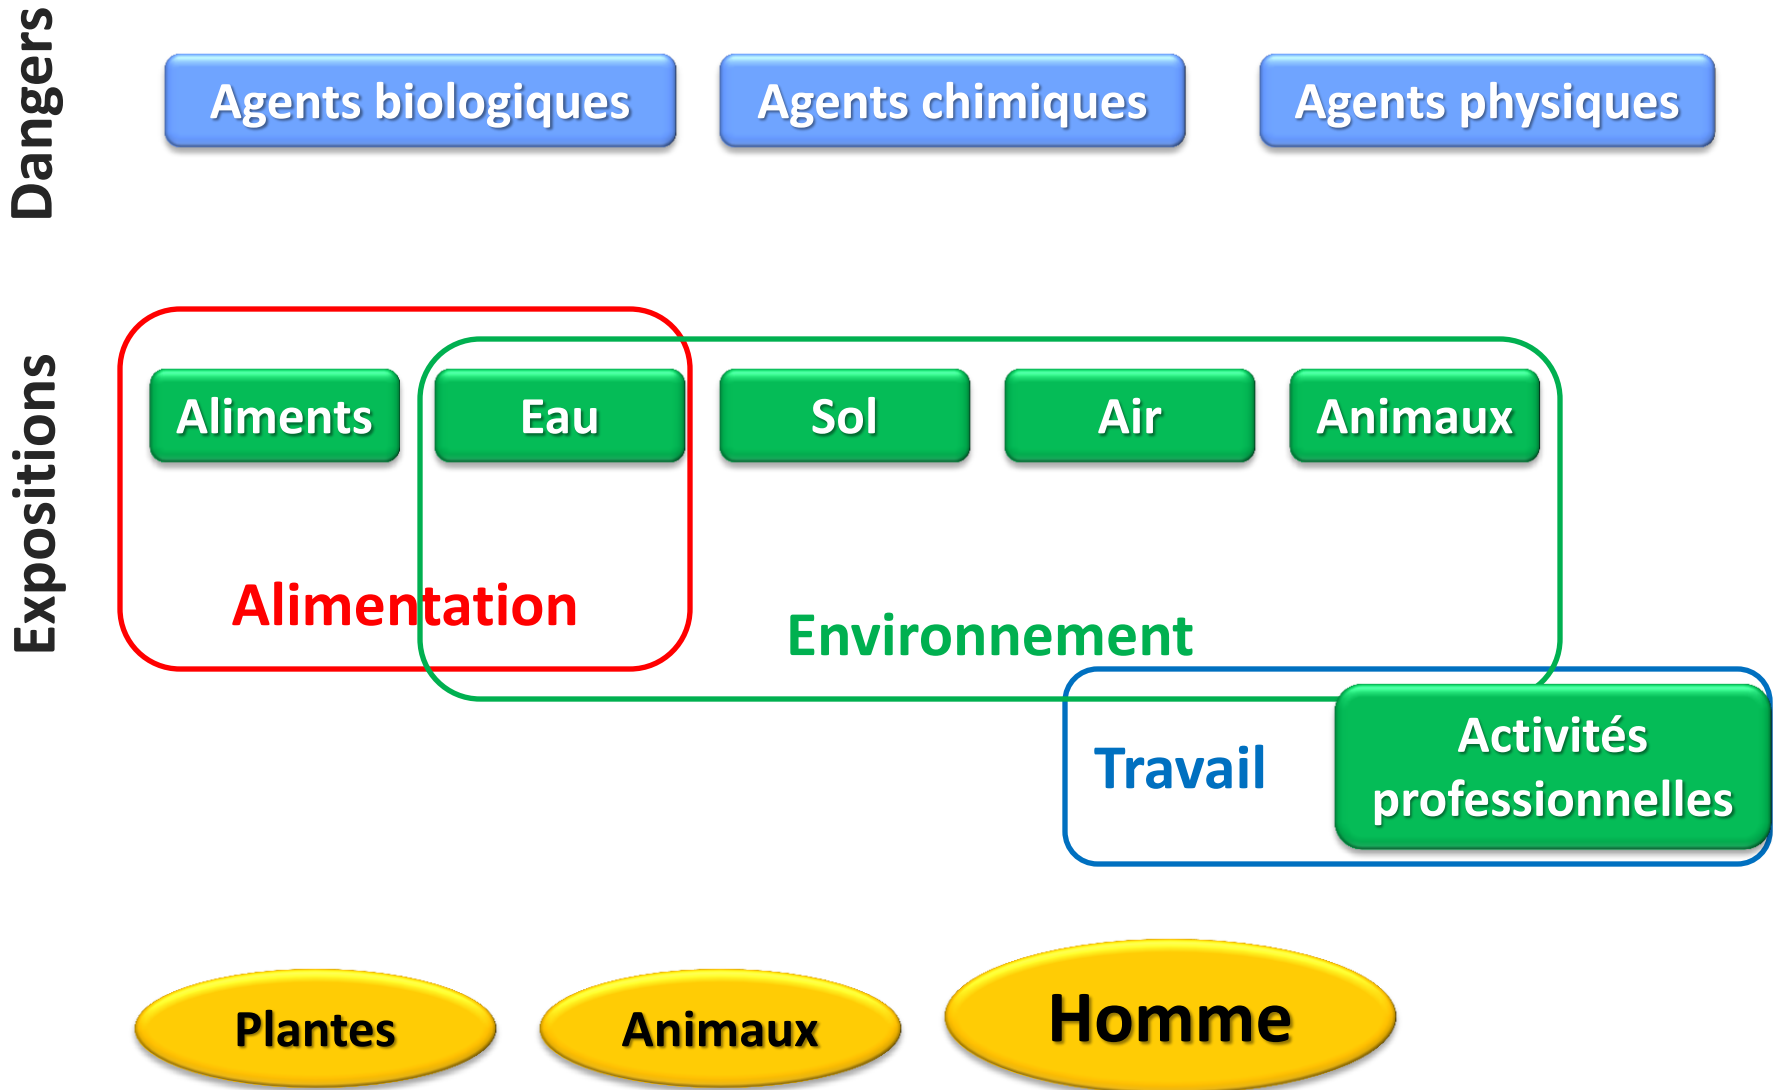 Dangers
Agents biologiques
Agents chimiques
Agents physiques
Expositions
Aliments
Eau
Sol
Air
Animaux
Alimentation
Environnement
Travail
Activités
professionnelles
Plantes
Animaux
Homme